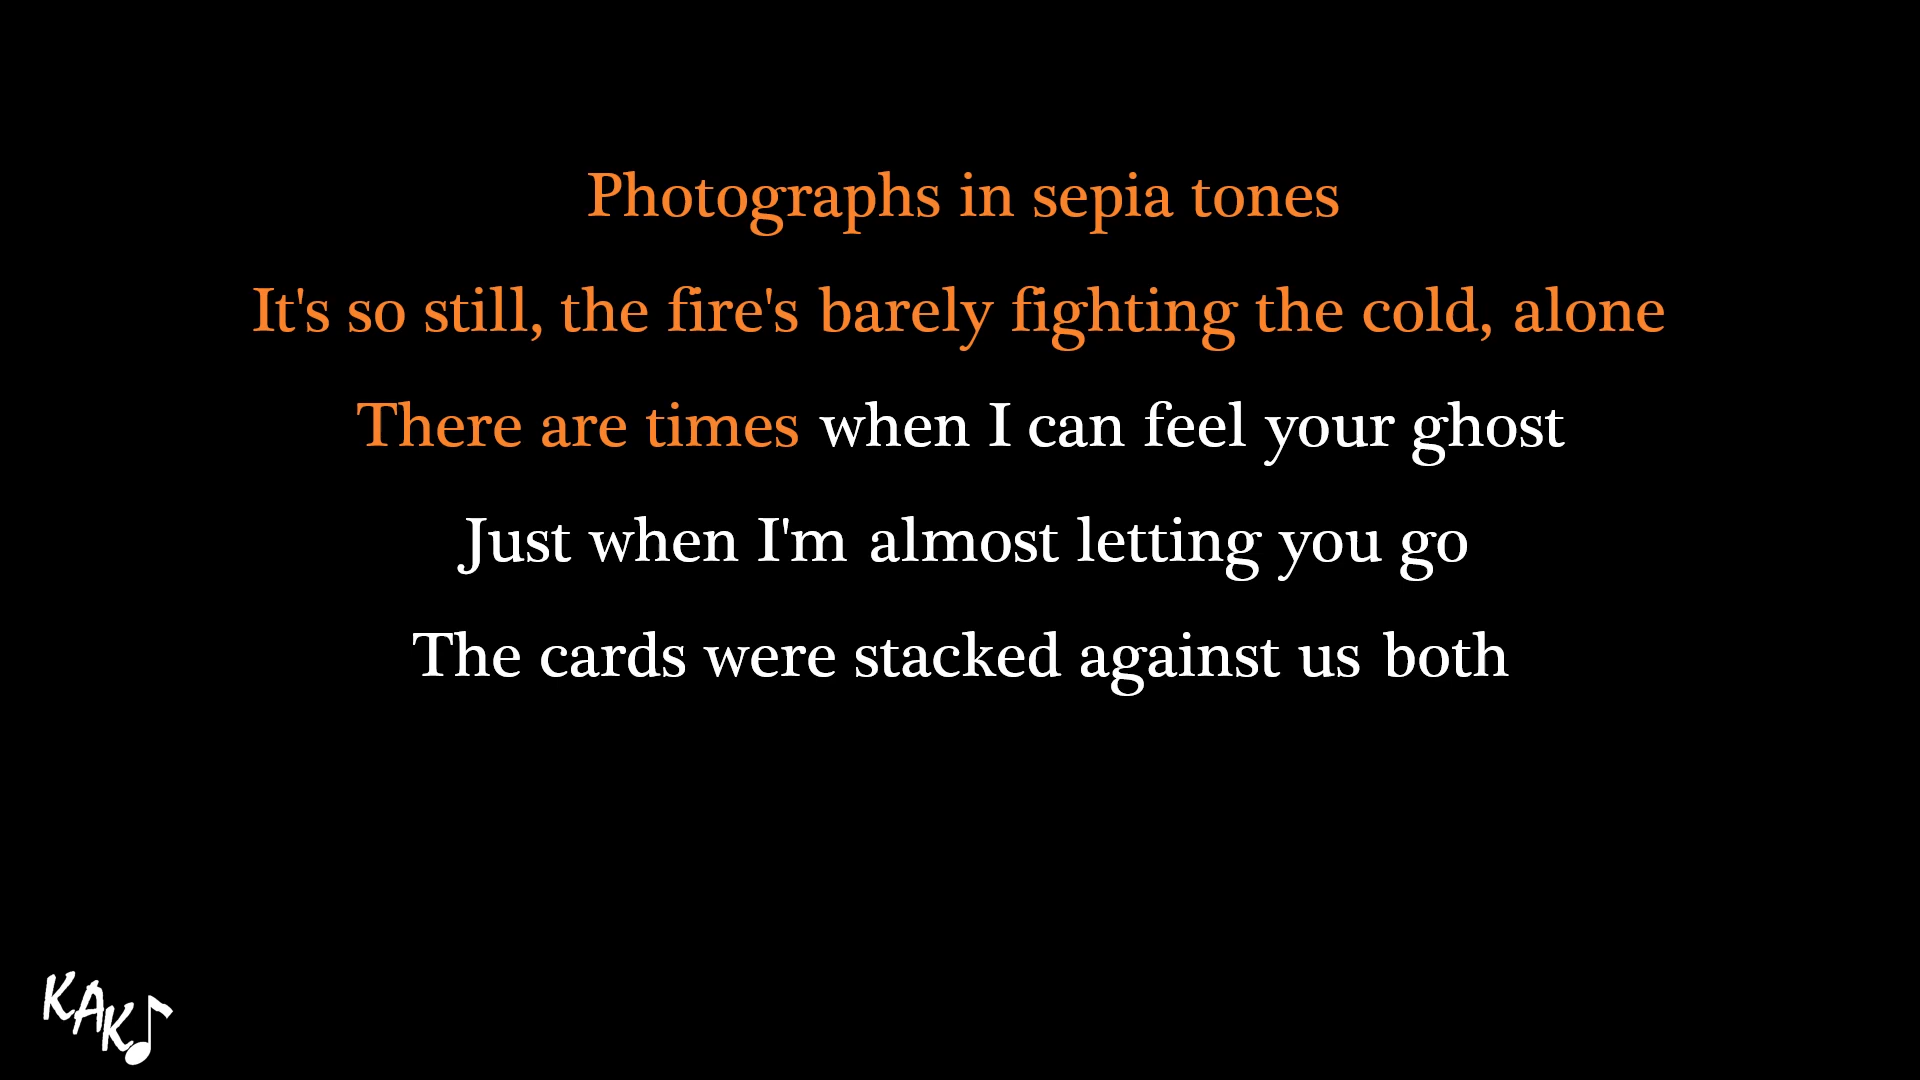 Photographs in sepia tones
It's so still, the fire's barely fighting the cold, alone
There are times when I can feel your ghost
Just when I'm almost letting you go
The cards were stacked against us both
KAK